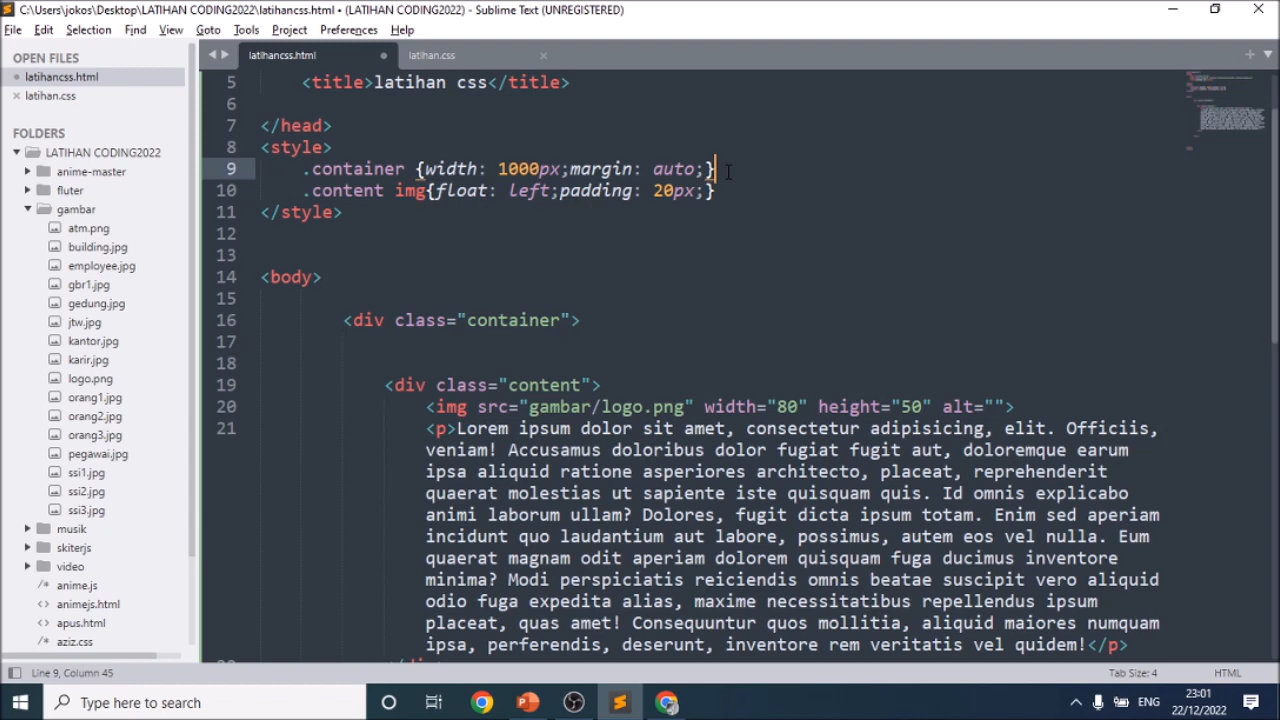 C:\Users\jokos\Desktop\LATIHAN CODING2022\latihancss.html • (LATIHAN CODING2022) - Sublime Text (UNREGISTERED)
File Edit Selection Find View Goto Tools Project Preferences Help
OPEN FILES
latihancss.html
latihan.css
FOLDERS
LATIHAN CODING2022
anime-master
fluter
gambar
atm.png
building.jpg
employee.jpg
gbr1.jpg
gedung.jpg
jtw.jpg
kantor.jpg
karir.jpg
logo.png
orang1.jpg
orang2.jpg
orang3.jpg
pegawai.jpg
ssi1.jpg
ssi2.jpg
ssi3.jpg
musik
skiterjs
video
/* anime.js
<> animejs.html
<> apus.html
/* aziz.css
latihancss.html latihan.css
5 <title>latihan css</title>
6
7 </head>
8 <style>
9 .container {width: 1000px;margin: auto;}
10 .content img{float: left;padding: 20px;}
11 </style>
12
13
14 <body>
15
16 <div class="container">
17
18
19 <div class="content">
20 <img src="gambar/logo.png" width="80" height="50" alt="">
21 <p>Lorem ipsum dolor sit amet, consectetur adipisicing, elit. Officiis,
veniam! Accusamus doloribus dolor fugiat fugit aut, doloremque earum
ipsa aliquid ratione asperiores architecto, placeat, reprehenderit
quaerat molestias ut sapiente iste quisquam quis. Id omnis explicabo
animi laborum ullam? Dolores, fugit dicta ipsum totam. Enim sed aperiam
incidunt quo laudantium aut labore, possimus, autem eos vel nulla. Eum
quaerat magnam odit aperiam dolorem quisquam fuga ducimus inventore
minima? Modi perspiciatis reiciendis omnis beatae suscipit vero aliquid
odio fuga expedita alias, maxime necessitatibus repellendus ipsum
placeat, quas amet! Consequuntur quos mollitia, aliquid maiores numquam
ipsa, perferendis, deserunt, inventore rem veritatis vel quidem!</p>
Line 9, Column 45
Tab Size: 4
HTML
Type here to search
ENG
23:01
22/12/2022